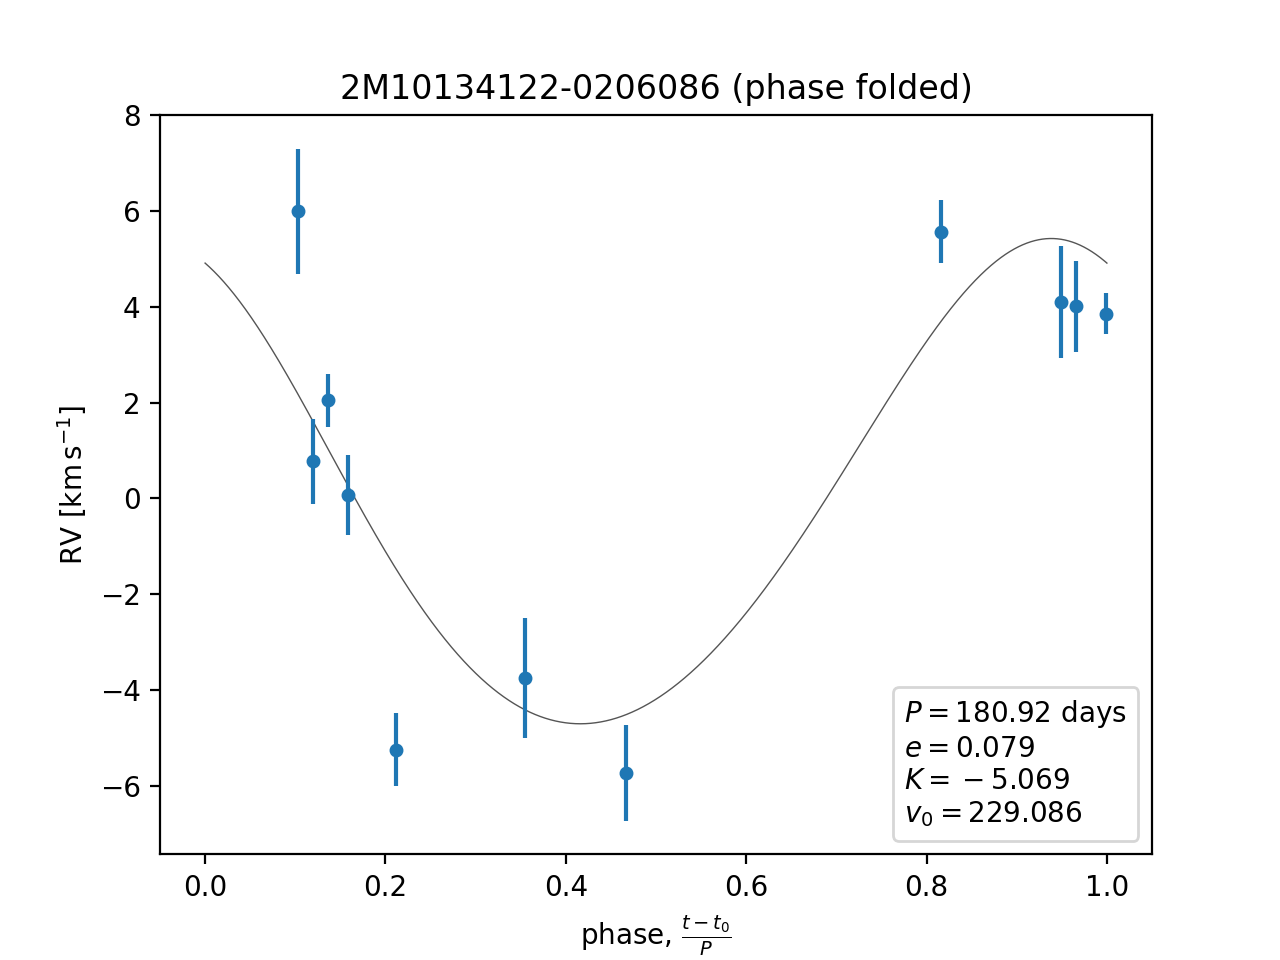 2M10134122-0206086 (phase folded)
8
6
4
2
0
−2
−4
−6
RV [km s⁻¹]
P = 180.92 days
e = 0.079
K = − 5.069
v₀ = 229.086
0.0 0.2 0.4 0.6 0.8 1.0
phase, (t − t₀)/P